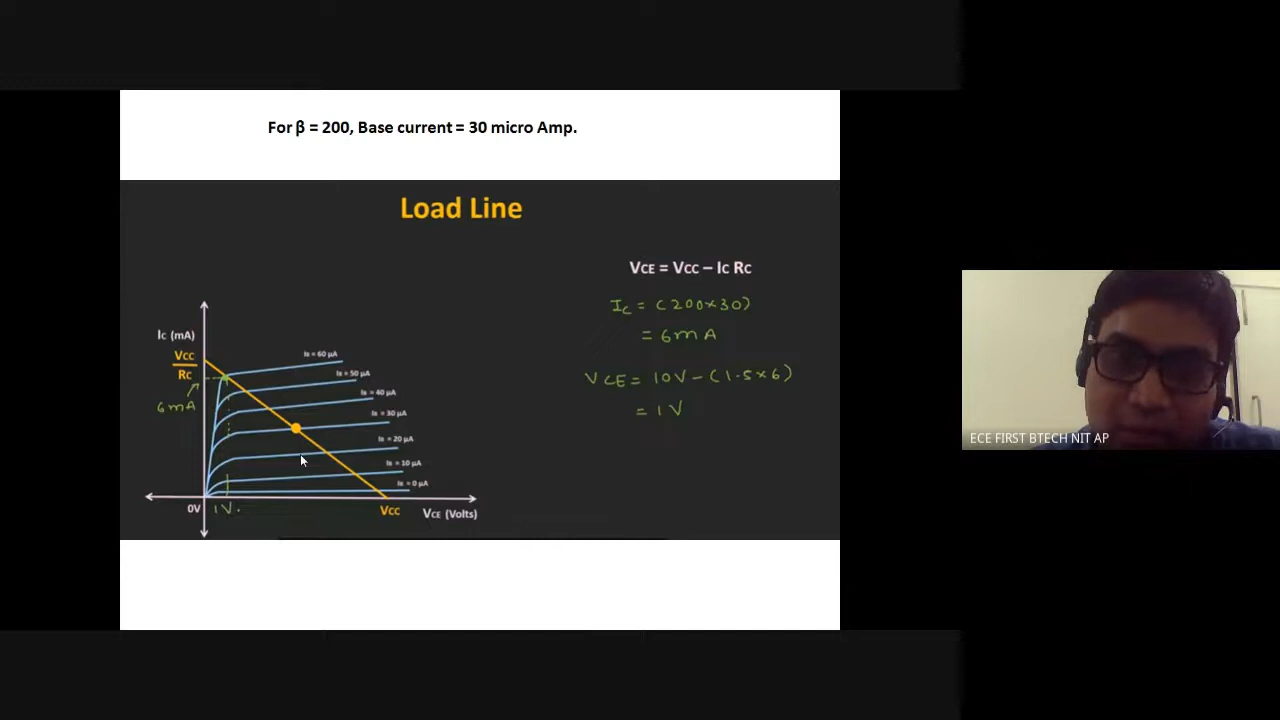 For β = 200, Base current = 30 micro Amp.
Load Line
VCE = VCC – IC RC
IC = (200×30)
= 6mA
VCE = 10V – (1.5×6)
= 1V
IC (mA)
VCC
RC
6mA
IB = 60 μA
IB = 50 μA
IB = 40 μA
IB = 30 μA
IB = 20 μA
IB = 10 μA
IB = 0 μA
0V
1V.
VCC
VCE (Volts)
ECE FIRST BTECH NIT AP